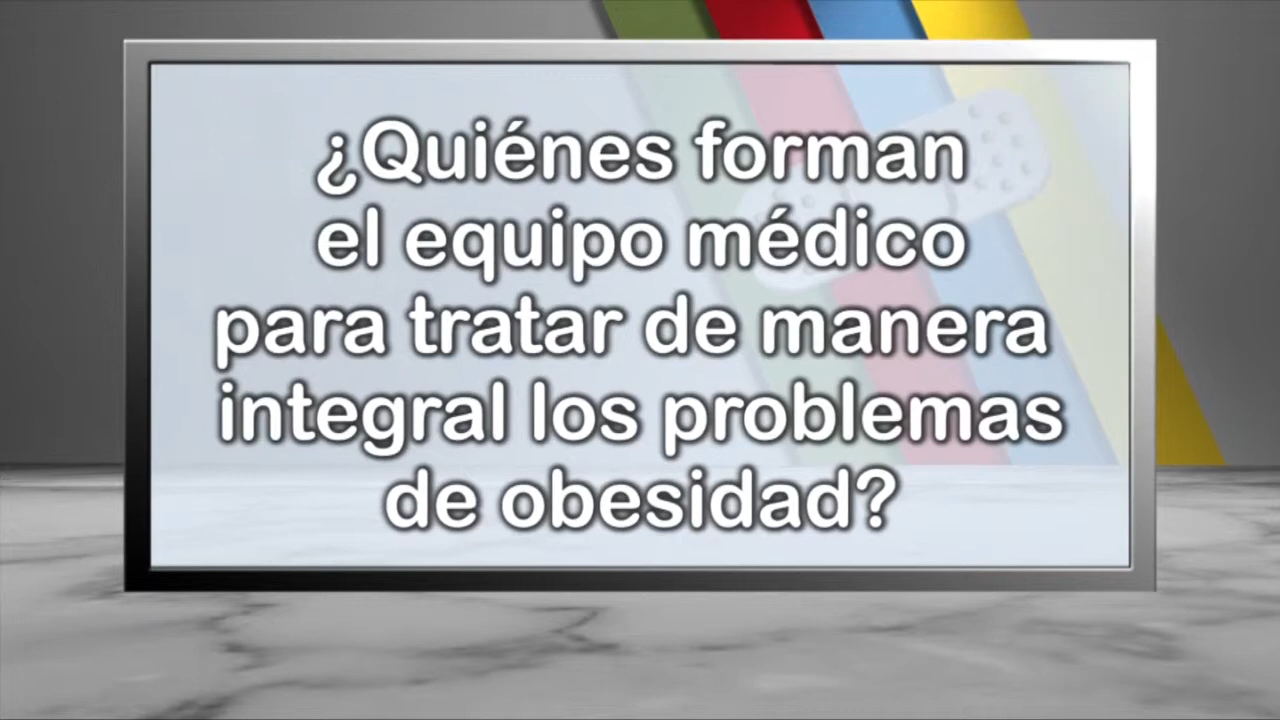 ¿Quiénes forman
el equipo médico
para tratar de manera
integral los problemas
de obesidad?